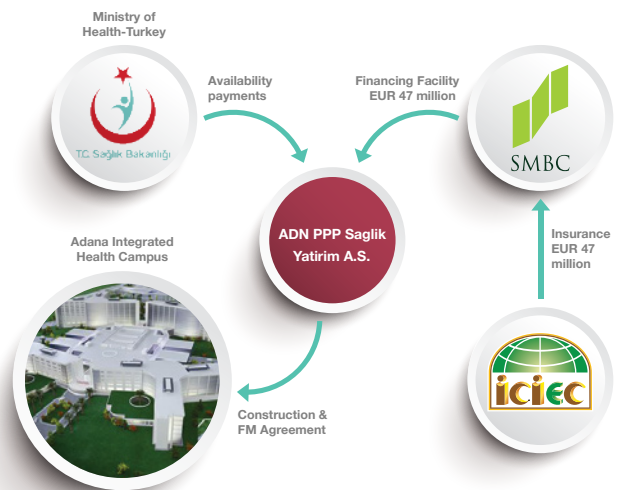 Ministry of
Health-Turkey
T.C. Sağlık Bakanlığı
Availability
payments
Financing Facility
EUR 47 million
SMBC
ADN PPP Saglik
Yatirim A.S.
Insurance
EUR 47
million
Adana Integrated
Health Campus
iCiEC
Construction &
FM Agreement